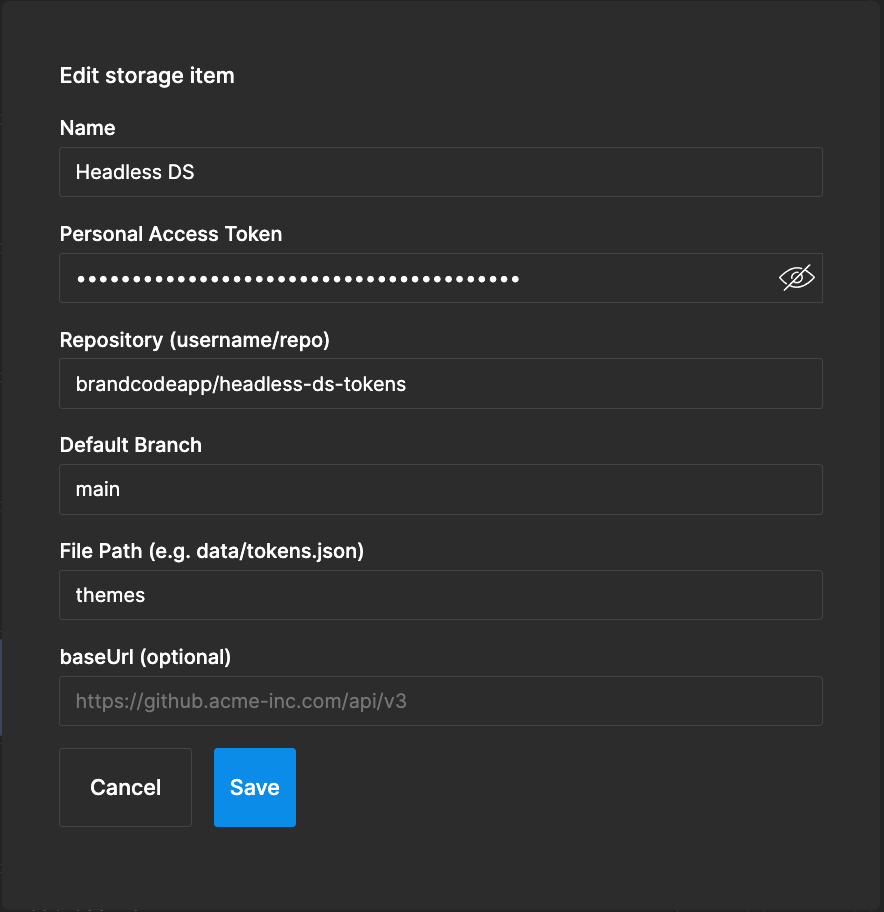 Edit storage item
Name
Headless DS
Personal Access Token
••••••••••••••••••••••••••••••••••••••••
Repository (username/repo)
brandcodeapp/headless-ds-tokens
Default Branch
main
File Path (e.g. data/tokens.json)
themes
baseUrl (optional)
https://github.acme-inc.com/api/v3
Cancel Save